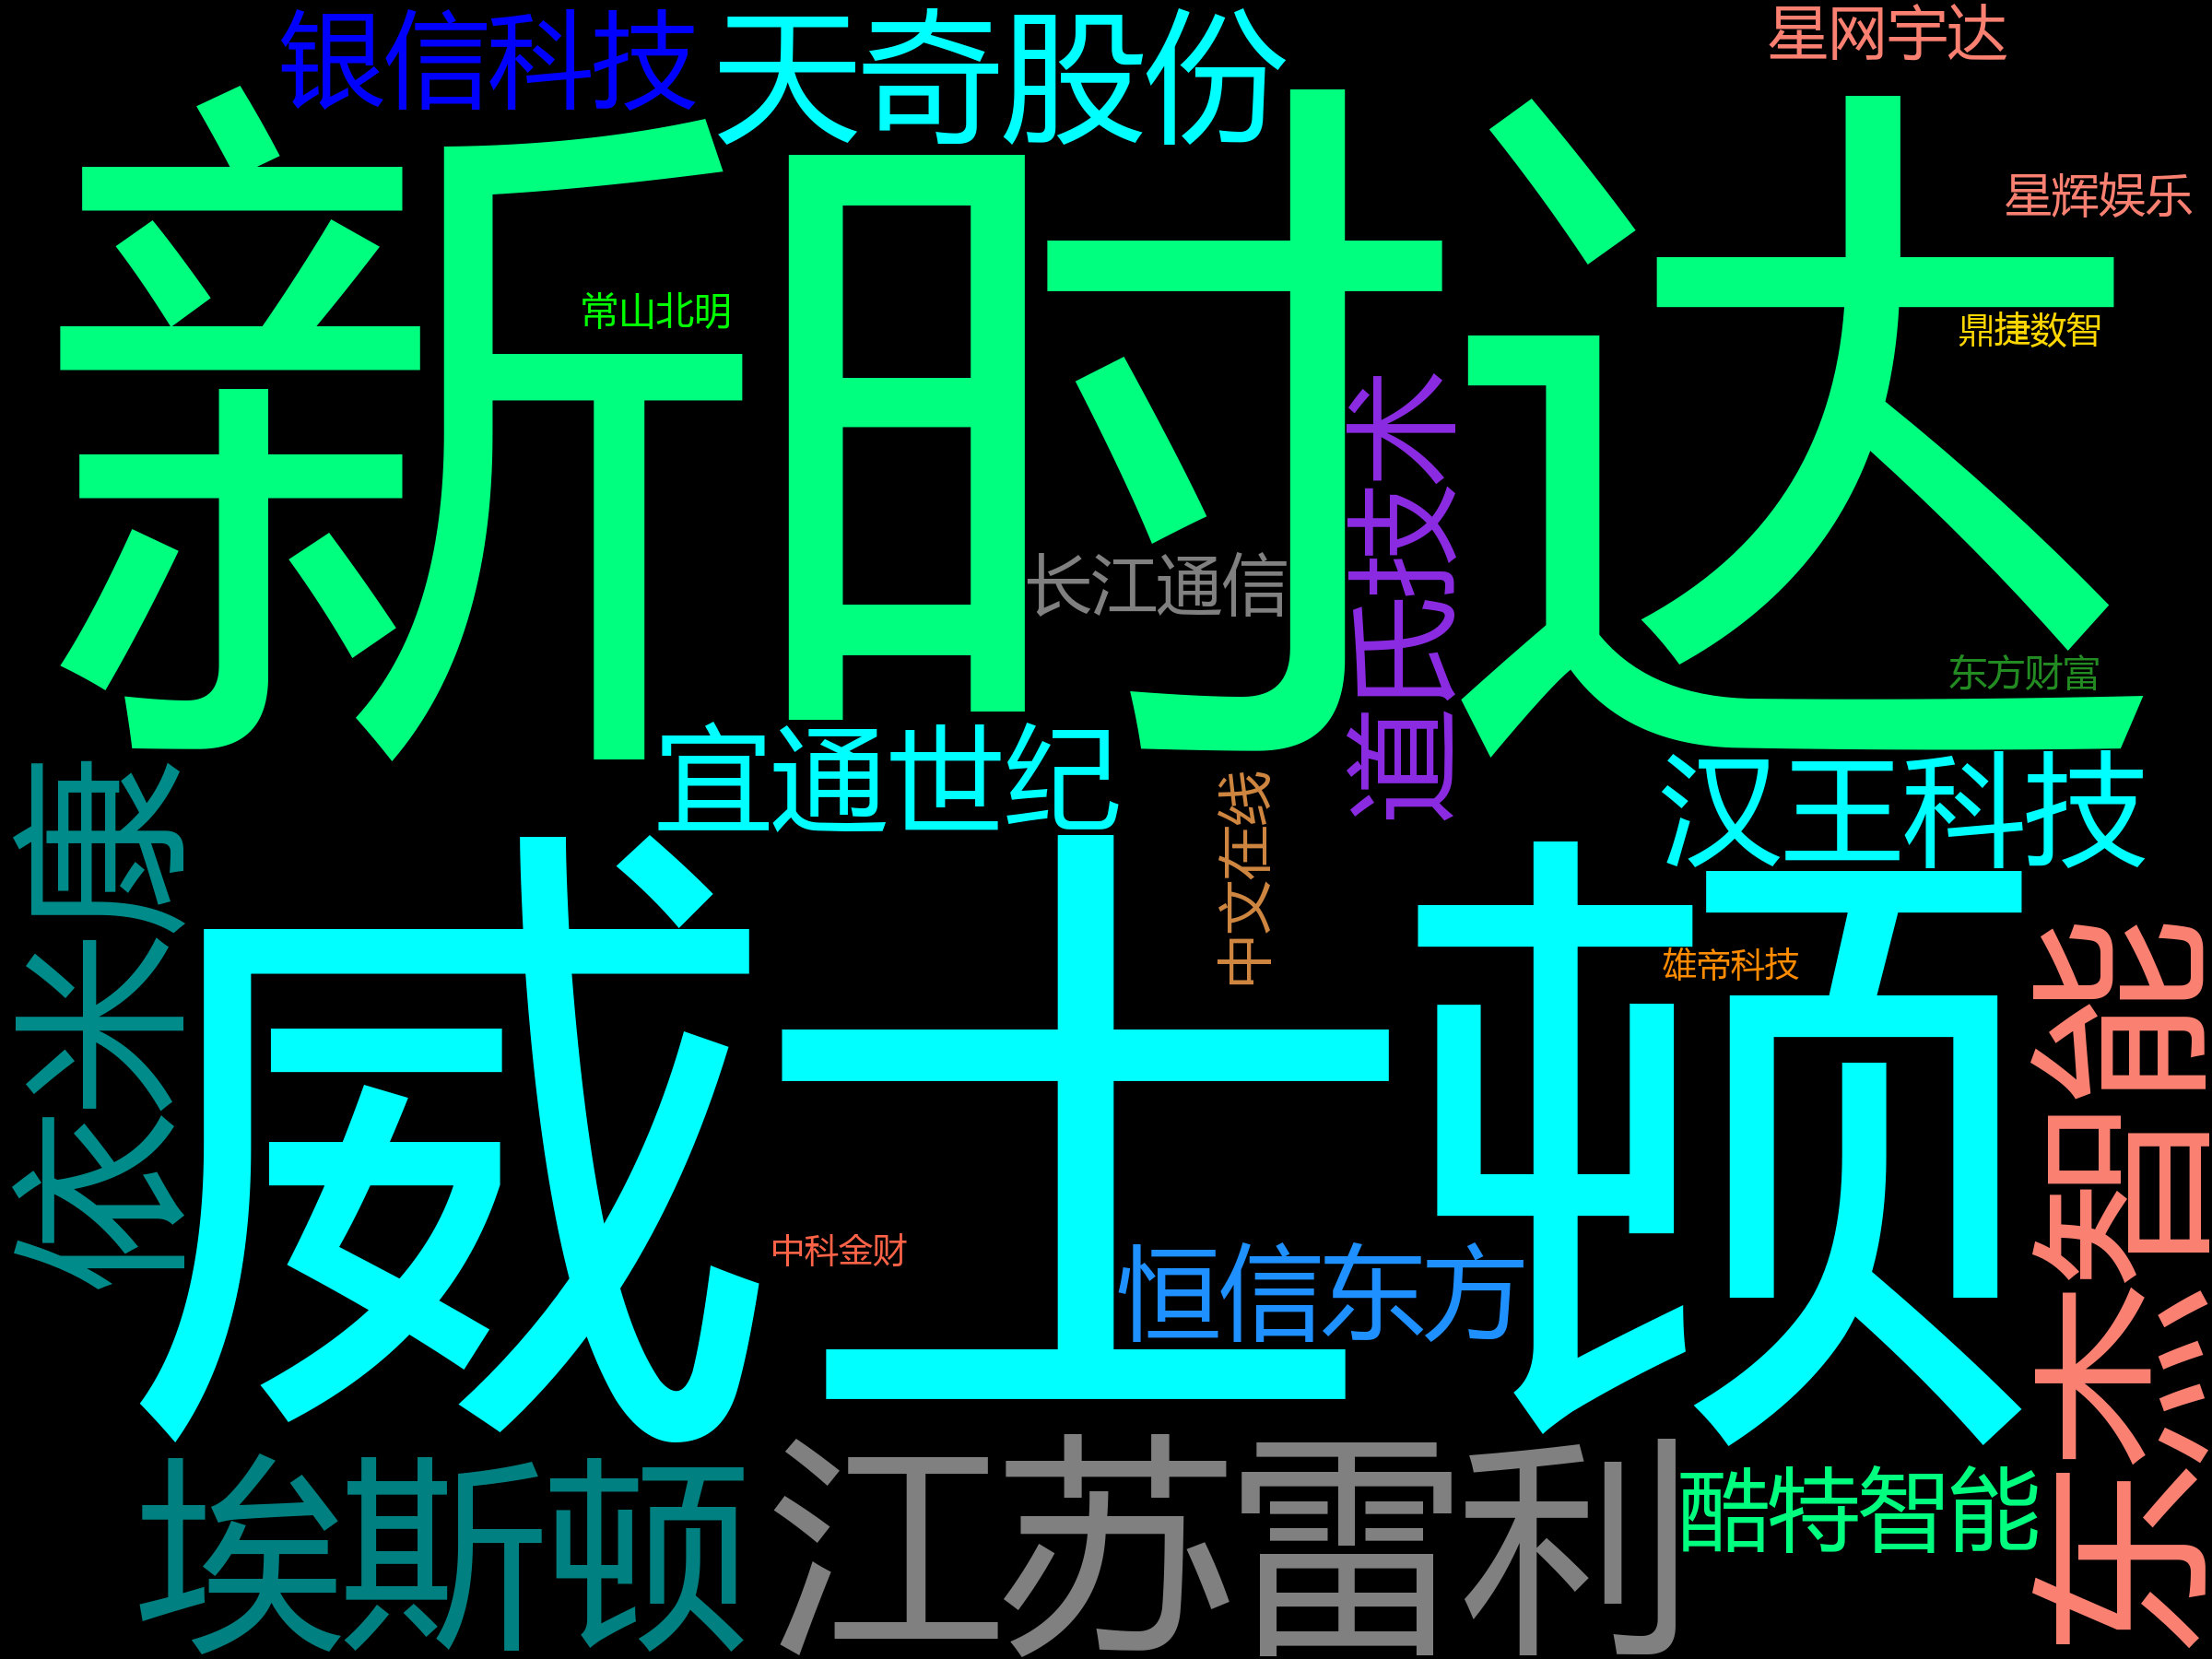 银信科技
天奇股份
星网宇达
星辉娱乐
新时达
常山北明
鼎捷数智
道氏技术
长江通信
东方财富
宜通世纪
汉王科技
依米康
中文在线
威士顿
雄帝科技
东杰智能
中科金财
恒信东方
埃斯顿
江苏雷利
酷特智能